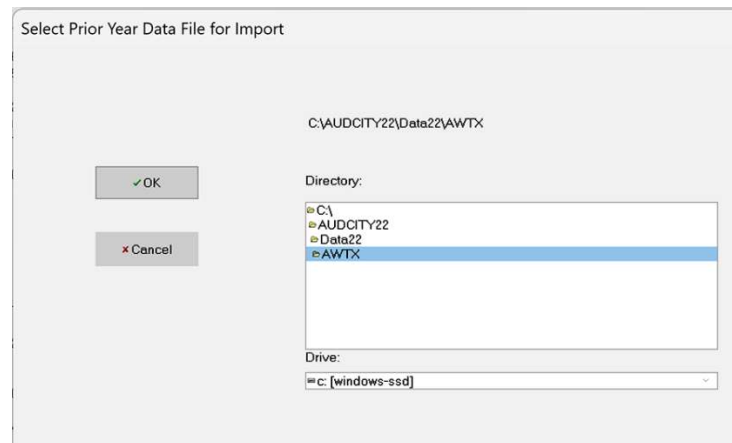 Select Prior Year Data File for Import
C:\AUDCITY22\Data22\AWTX
OK
Directory:
C:\
AUDCITY22
Data22
AWTX
Cancel
Drive:
c: [windows-ssd]